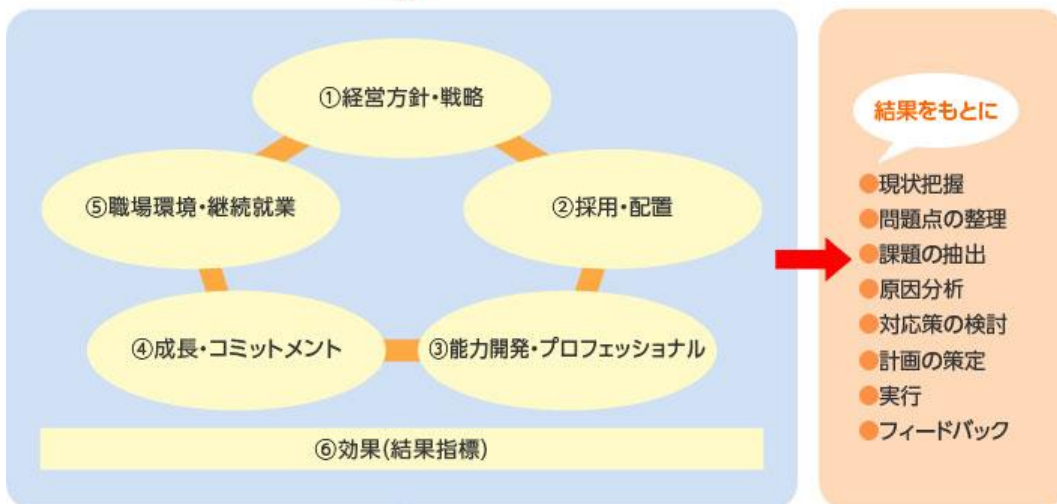 ①経営方針・戦略
⑤職場環境・継続就業
②採用・配置
④成長・コミットメント
③能力開発・プロフェッショナル
⑥効果(結果指標)
結果をもとに
●現状把握
●問題点の整理
●課題の抽出
●原因分析
●対応策の検討
●計画の策定
●実行
●フィードバック